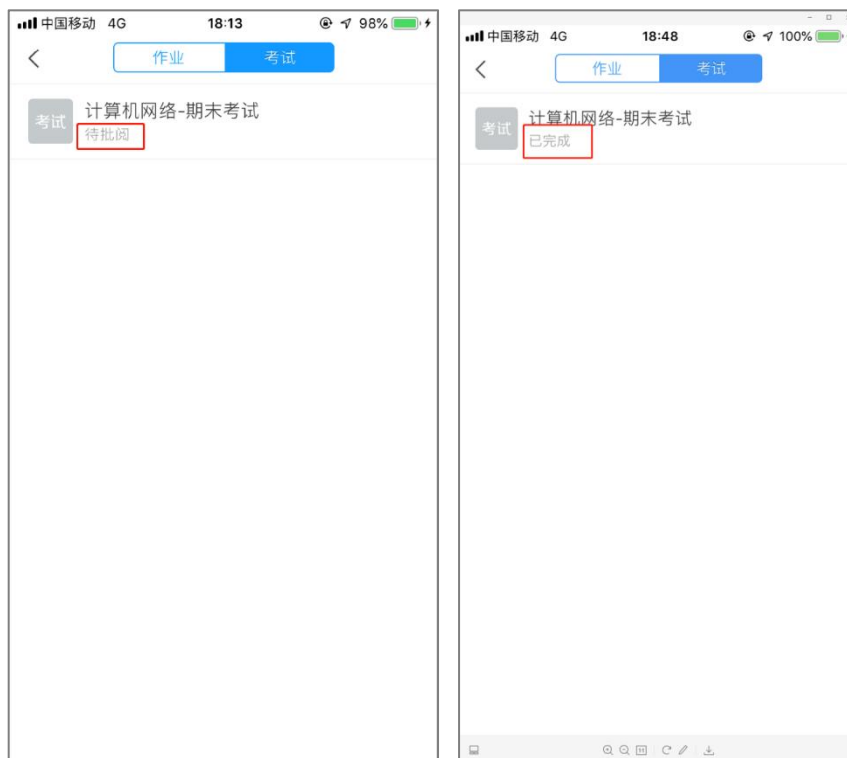 中国移动 4G 18:13 98%
作业 考试
考试
计算机网络-期末考试
待批阅
中国移动 4G 18:48 100%
作业 考试
考试
计算机网络-期末考试
已完成